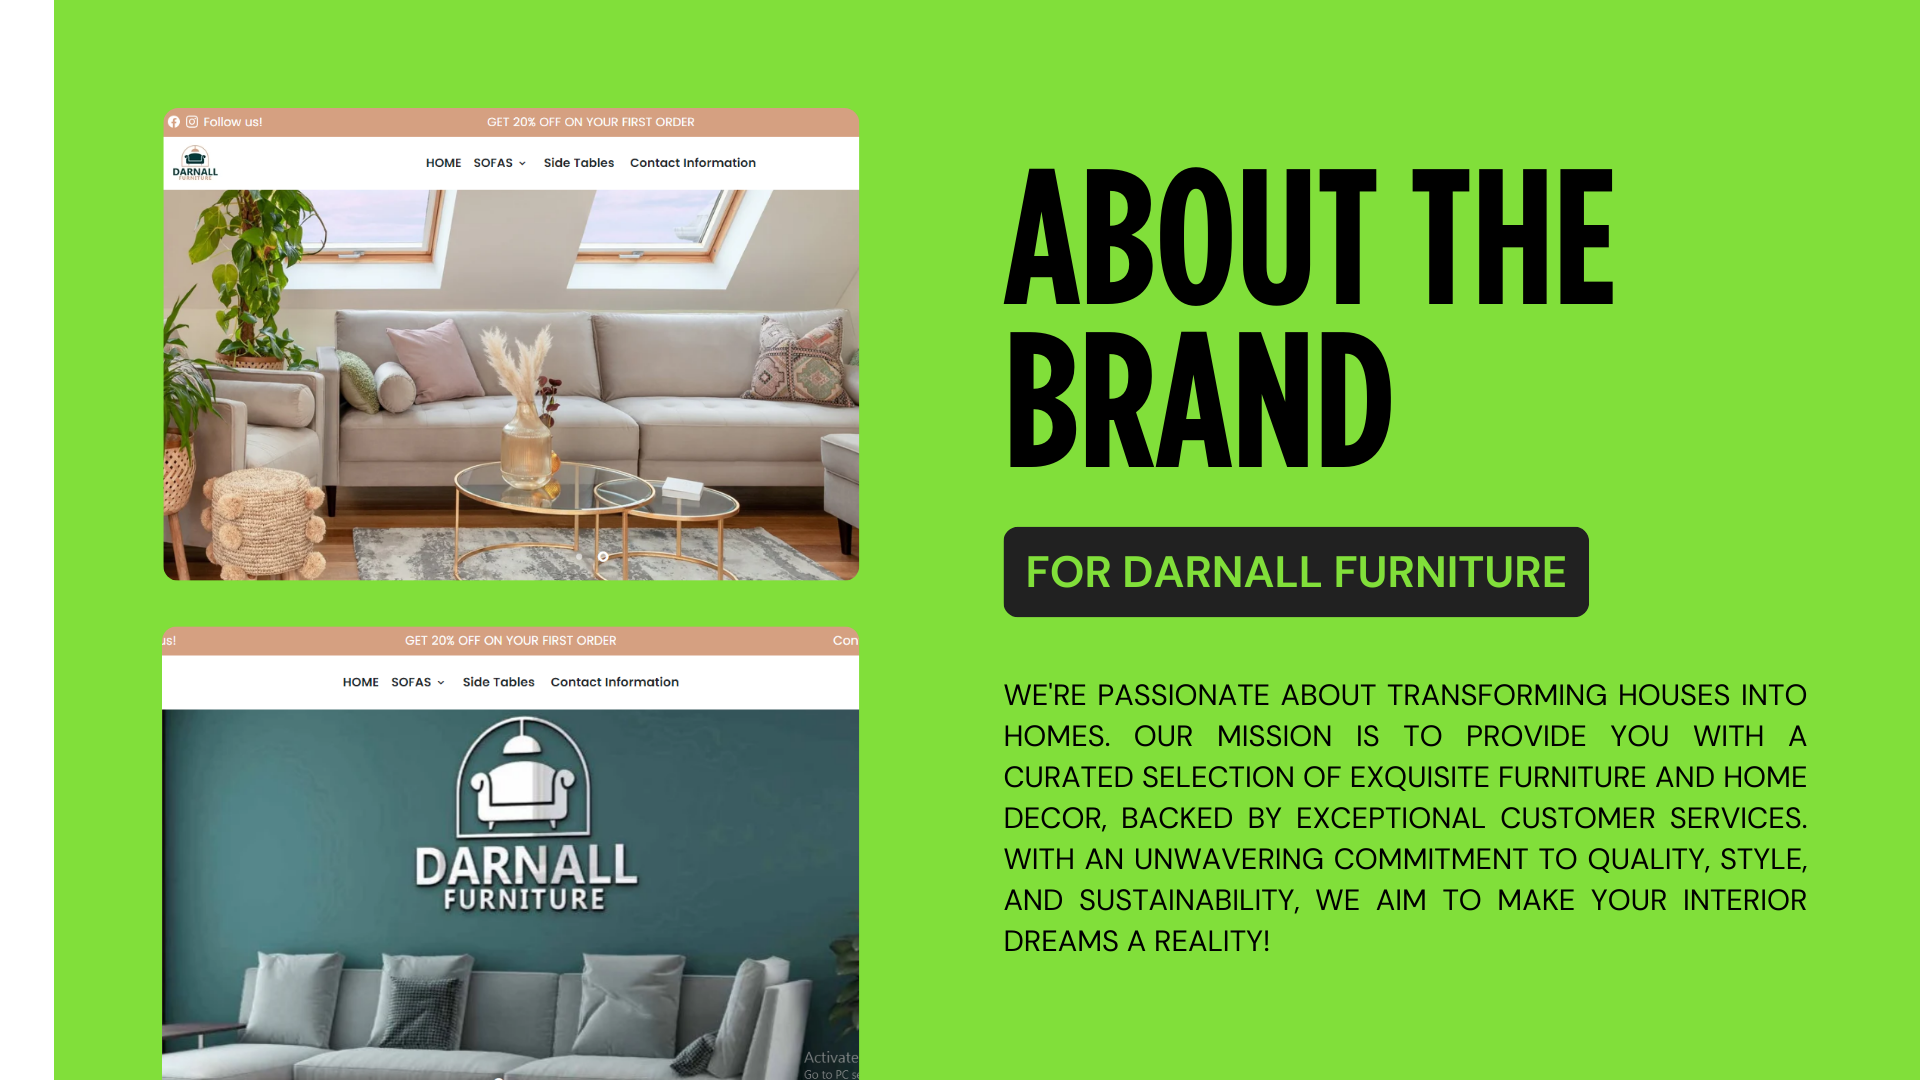 Follow us!
GET 20% OFF ON YOUR FIRST ORDER
DARNALL
FURNITURE
HOME SOFAS Side Tables Contact Information
us!
GET 20% OFF ON YOUR FIRST ORDER
Con
HOME SOFAS Side Tables Contact Information
DARNALL
FURNITURE
Activate
Go to PC se
ABOUT THE
BRAND
FOR DARNALL FURNITURE
WE'RE PASSIONATE ABOUT TRANSFORMING HOUSES INTO
HOMES. OUR MISSION IS TO PROVIDE YOU WITH A
CURATED SELECTION OF EXQUISITE FURNITURE AND HOME
DECOR, BACKED BY EXCEPTIONAL CUSTOMER SERVICES.
WITH AN UNWAVERING COMMITMENT TO QUALITY, STYLE,
AND SUSTAINABILITY, WE AIM TO MAKE YOUR INTERIOR
DREAMS A REALITY!